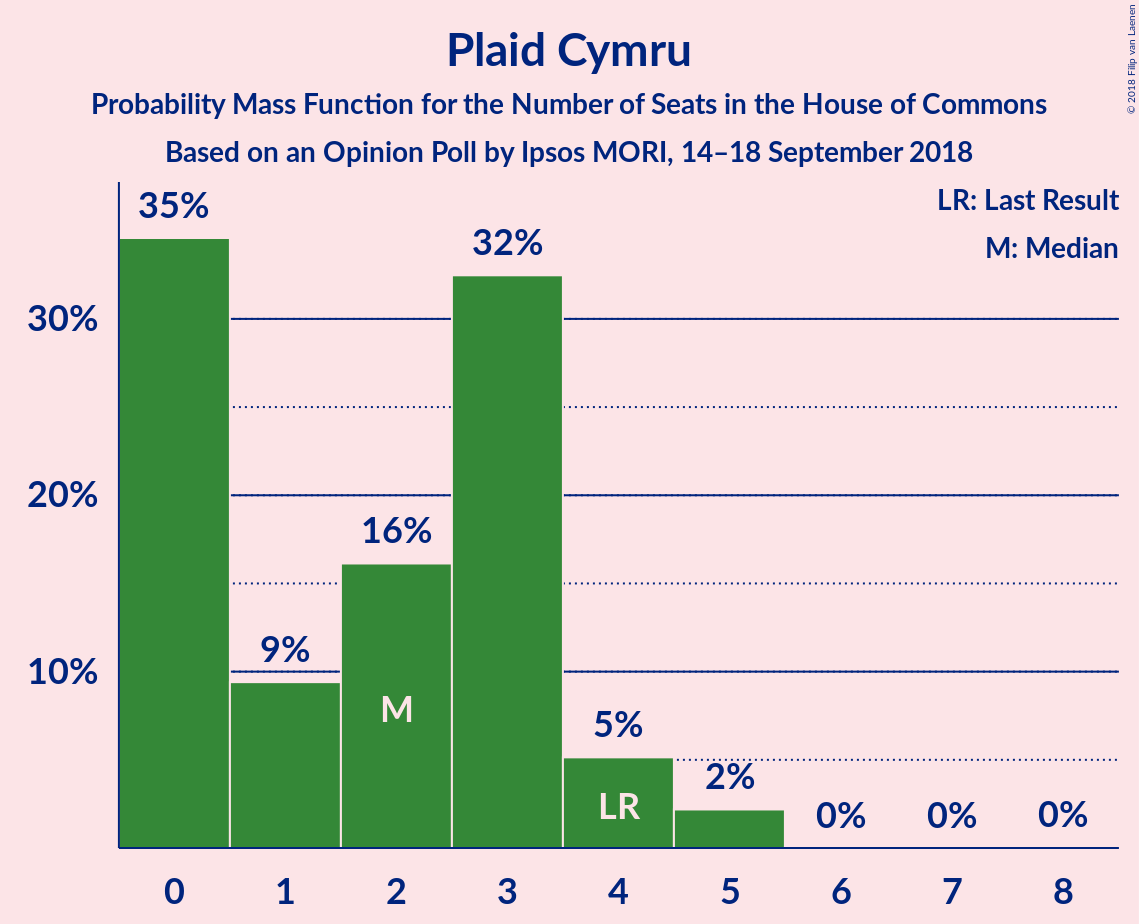 Plaid Cymru
Probability Mass Function for the Number of Seats in the House of Commons
Based on an Opinion Poll by Ipsos MORI, 14–18 September 2018
© 2018 Filip van Laenen
LR: Last Result
M: Median
35%
32%
30%
20%
16%
10%
9%
M
5%
LR
2%
0%
0%
0%
0 1 2 3 4 5 6 7 8